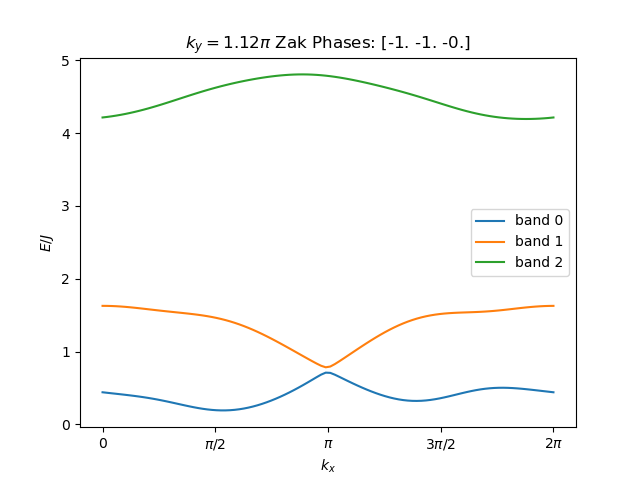 $k_y = 1.12\pi$ Zak Phases: [-1. -1. -0.]
5
4
3
2
1
0
E/J
band 0
band 1
band 2
0
π/2
π
3π/2
2π
$k_x$